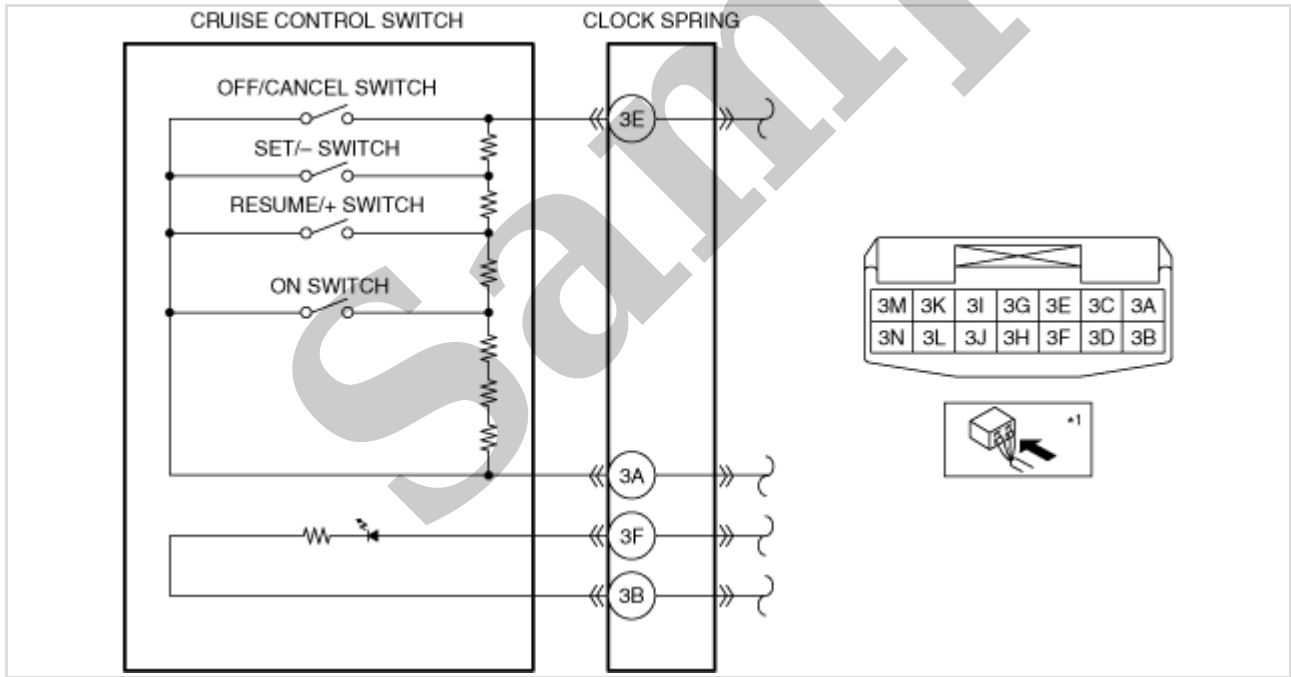 CRUISE CONTROL SWITCH
CLOCK SPRING
OFF/CANCEL SWITCH
3E
SET/– SWITCH
RESUME/+ SWITCH
ON SWITCH
3A
3F
3B
3M 3K 3I 3G 3E 3C 3A
3N 3L 3J 3H 3F 3D 3B
*1
Samp